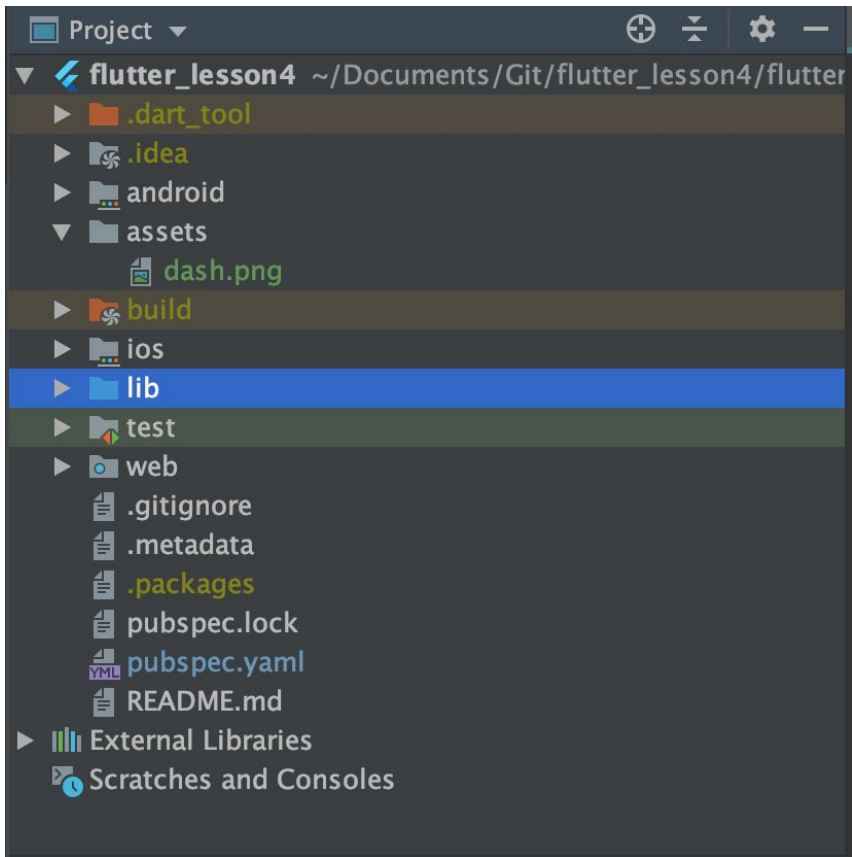 Project
flutter_lesson4 ~/Documents/Git/flutter_lesson4/flutter
.dart_tool
.idea
android
assets
dash.png
build
ios
lib
test
web
.gitignore
.metadata
.packages
pubspec.lock
YML pubspec.yaml
README.md
External Libraries
Scratches and Consoles